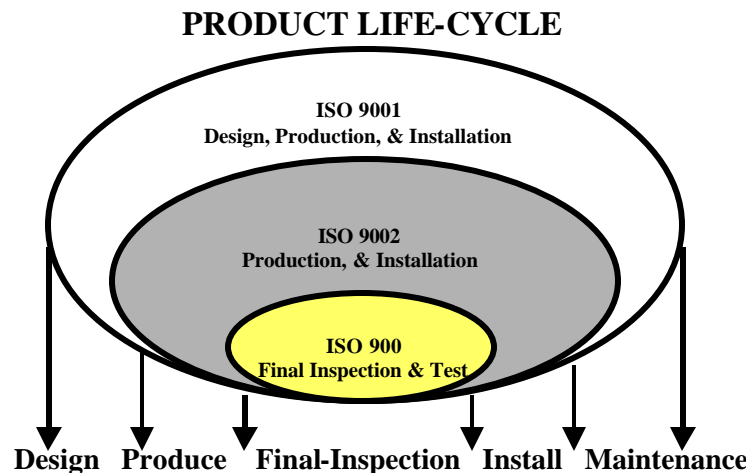 PRODUCT LIFE-CYCLE
ISO 9001
Design, Production, & Installation
ISO 9002
Production, & Installation
ISO 900
Final Inspection & Test
Design Produce Final-Inspection Install Maintenance